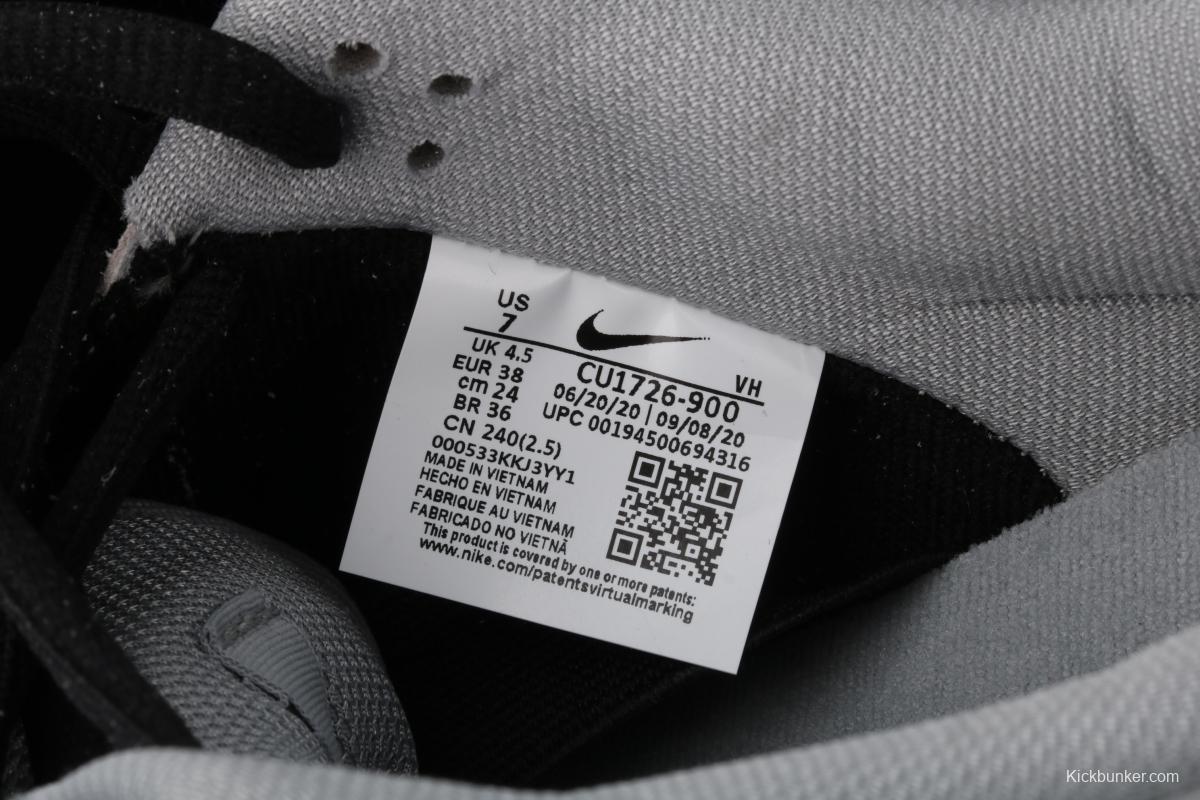 US
7
UK 4.5
EUR 38
cm 24
BR 36
CN 240(2.5)
VH
CU1726-900
06/20/20 | 09/08/20
UPC 00194500694316
000533KKJ3YY1
MADE IN VIETNAM
HECHO EN VIETNAM
FABRIQUE AU VIETNAM
FABRICADO NO VIETNÃ
This product is covered by one or more patents:
www.nike.com/patentsvirtualmarking
Kickbunker.com